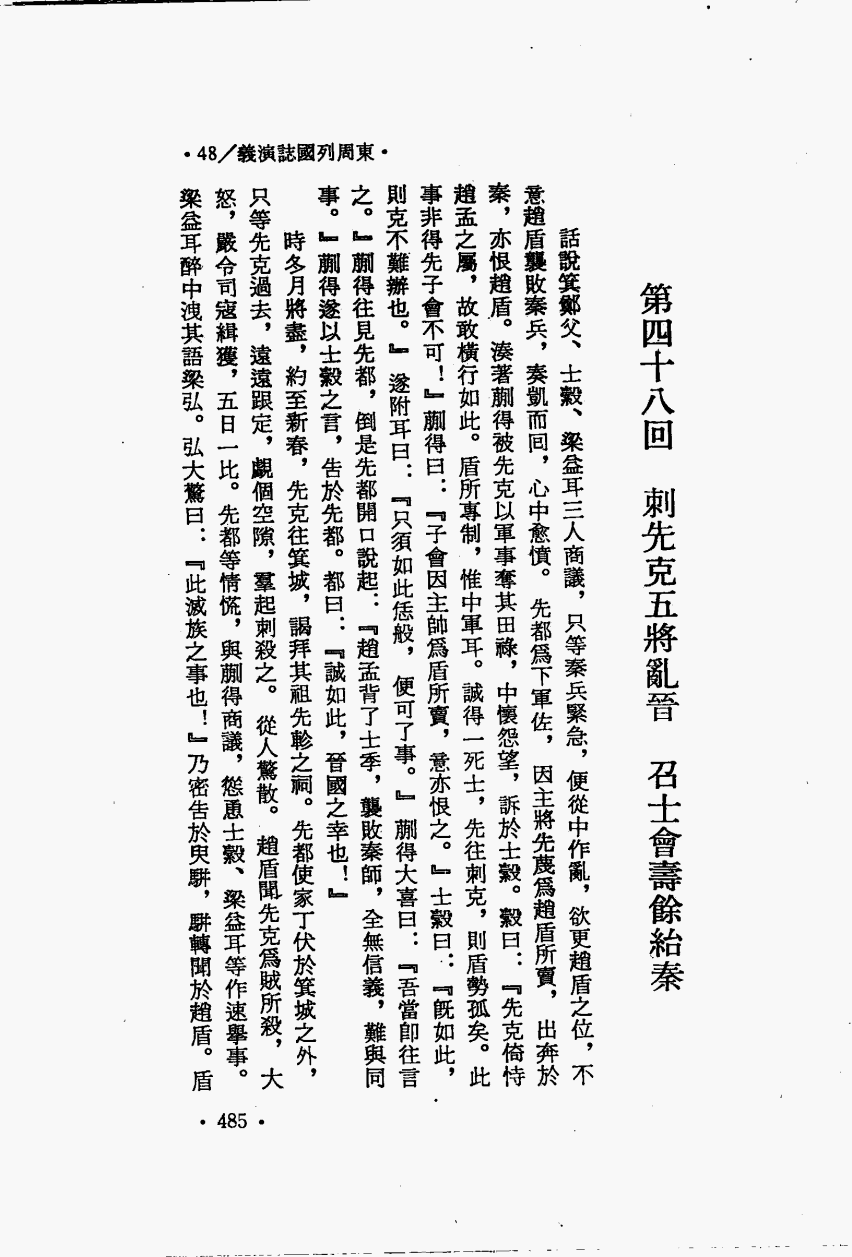 ・48／義演誌國列周東・
第四十八回　刺先克五將亂晉　召士會壽餘紿秦
話說箕鄭父、士縠、梁益耳三人商議，只等秦兵緊急，便從中作亂，欲更趙盾之位，不
意趙盾襲敗秦兵，奏凱而回，心中愈憤。先都爲下軍佐，因主將先蔑爲趙盾所賣，出奔於
秦，亦恨趙盾。湊著蒯得被先克以軍事奪其田祿，中懷怨望，訴於士縠。縠曰：『先克倚恃
趙孟之屬，故敢橫行如此。盾所專制，惟中軍耳。誠得一死士，先往刺克，則盾勢孤矣。此
事非得先子會不可！』蒯得曰：『子會因主帥爲盾所賣，意亦恨之。』士縠曰：『旣如此，
則克不難辦也。』遂附耳曰：『只須如此恁般，便可了事。』蒯得大喜曰：『吾當卽往言
之。』蒯得往見先都，倒是先都開口說起：『趙孟背了士季，襲敗秦師，全無信義，難與同
事。』蒯得遂以士縠之言，告於先都。都曰：『誠如此，晉國之幸也！』
時冬月將盡，約至新春，先克往箕城，謁拜其祖先軫之祠。先都使家丁伏於箕城之外，
只等先克過去，遠遠跟定，覷個空隙，羣起刺殺之。從人驚散。趙盾聞先克爲賊所殺，大
怒，嚴令司寇緝獲，五日一比。先都等情慌，與蒯得商議，慫恿士縠、梁益耳等作速舉事。
梁益耳醉中洩其語梁弘。弘大驚曰：『此滅族之事也！』乃密告於臾駢，駢轉聞於趙盾。盾
・485・